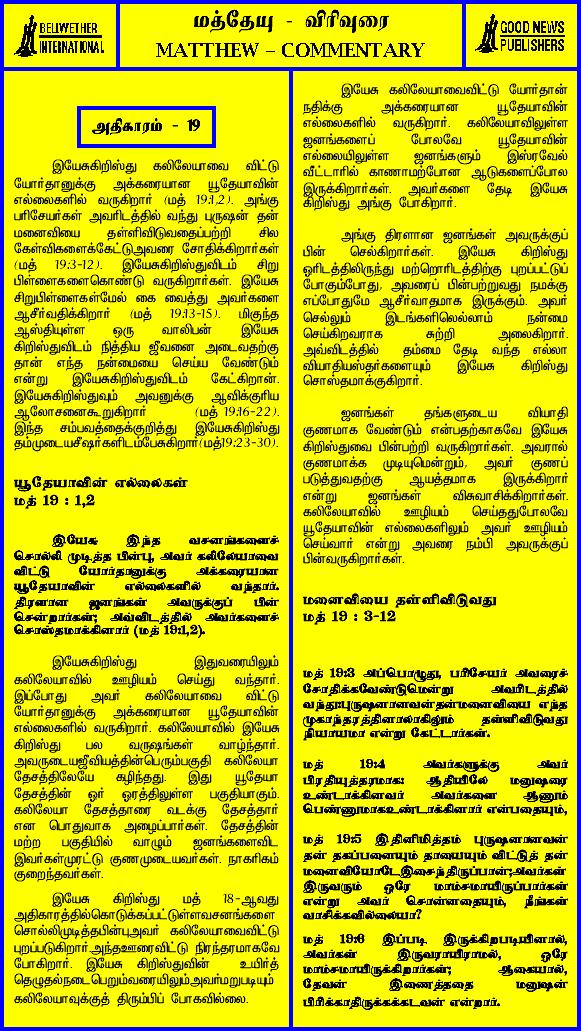 BELLWETHER
INTERNATIONAL
மத்தேயு - விரிவுரை
MATTHEW – COMMENTARY
GOOD NEWS
PUBLISHERS
அதிகாரம் - 19
இயேசுகிறிஸ்து கலிலேயாவை விட்டு
யோர்தானுக்கு அக்கரையான யூதேயாவின்
எல்லைகளில் வருகிறார் (மத் 19:1,2). அங்கு
பரிசேயர்கள் அவரிடத்தில் வந்து புருஷன் தன்
மனைவியை தள்ளிவிடுவதைப்பற்றி சில
கேள்விகளைக்கேட்டுஅவரை சோதிக்கிறார்கள்
(மத் 19:3-12). இயேசுகிறிஸ்துவிடம் சிறு
பிள்ளைகளைகொண்டு வருகிறார்கள். இயேசு
சிறுபிள்ளைகள்மேல் கை வைத்து அவர்களை
ஆசீர்வதிக்கிறார் (மத் 19:13-15). மிகுந்த
ஆஸ்தியுள்ள ஒரு வாலிபன் இயேசு
கிறிஸ்துவிடம் நித்திய ஜீவனை அடைவதற்கு
தான் எந்த நன்மையை செய்ய வேண்டும்
என்று இயேசுகிறிஸ்துவிடம் கேட்கிறான்.
இயேசுகிறிஸ்துவும் அவனுக்கு ஆவிக்குரிய
ஆலோசனைகூறுகிறார் (மத் 19:16-22).
இந்த சம்பவத்தைக்குறித்து இயேசுகிறிஸ்து
தம்முடையசீஷர்களிடம்பேசுகிறார்(மத்19:23-30).
யூதேயாவின் எல்லைகள்
மத் 19 : 1,2
இயேசு இந்த வசனங்களைச்
சொல்லி முடித்த பின்பு, அவர் கலிலேயாவை
விட்டு யோர்தானுக்கு அக்கரையான
யூதேயாவின் எல்லைகளில் வந்தார்.
திரளான ஜனங்கள் அவருக்குப் பின்
சென்றார்கள்; அவ்விடத்தில் அவர்களைச்
சொஸ்தமாக்கினார் (மத் 19:1,2).
இயேசுகிறிஸ்து இதுவரையிலும்
கலிலேயாவில் ஊழியம் செய்து வந்தார்.
இப்போது அவர் கலிலேயாவை விட்டு
யோர்தானுக்கு அக்கரையான யூதேயாவின்
எல்லைகளில் வருகிறார். கலிலேயாவில் இயேசு
கிறிஸ்து பல வருஷங்கள் வாழ்ந்தார்.
அவருடையஜீவியத்தின்பெரும்பகுதி கலிலேயா
தேசத்திலேயே கழிந்தது. இது யூதேயா
தேசத்தின் ஓர் ஓரத்திலுள்ள பகுதியாகும்.
கலிலேயா தேசத்தாரை வடக்கு தேசத்தார்
என பொதுவாக அழைப்பார்கள். தேசத்தின்
மற்ற பகுதியில் வாழும் ஜனங்களைவிட
இவர்கள்முரட்டு குணமுடையவர்கள். நாகரிகம்
குறைந்தவர்கள்.
இயேசு கிறிஸ்து மத் 18-ஆவது
அதிகாரத்தில்கொடுக்கப்பட்டுள்ளவசனங்களை
சொல்லிமுடித்தபின்புஅவர் கலிலேயாவைவிட்டு
புறப்படுகிறார்.அந்தஊரைவிட்டு நிரந்தரமாகவே
போகிறார். இயேசு கிறிஸ்துவின் உயிர்த்
தெழுதல்நடைபெறும்வரையிலும்அவர்மறுபடியும்
கலிலேயாவுக்குத் திரும்பிப் போகவில்லை.
இயேசு கலிலேயாவைவிட்டு யோர்தான்
நதிக்கு அக்கரையான யூதேயாவின்
எல்லைகளில் வருகிறார். கலிலேயாவிலுள்ள
ஜனங்களைப் போலவே யூதேயாவின்
எல்லையிலுள்ள ஜனங்களும் இஸ்ரவேல்
வீட்டாரில் காணாமற்போன ஆடுகளைப்போல
இருக்கிறார்கள். அவர்களை தேடி இயேசு
கிறிஸ்து அங்கு போகிறார்.
அங்கு திரளான ஜனங்கள் அவருக்குப்
பின் செல்கிறார்கள். இயேசு கிறிஸ்து
ஓரிடத்திலிருந்து மற்றொரிடத்திற்கு புறப்பட்டுப்
போகும்போது, அவரைப் பின்பற்றுவது நமக்கு
எப்போதுமே ஆசீர்வாதமாக இருக்கும். அவர்
செல்லும் இடங்களிலெல்லாம் நன்மை
செய்கிறவராக சுற்றி அலைகிறார்.
அவ்விடத்தில் தம்மை தேடி வந்த எல்லா
வியாதியஸ்தர்களையும் இயேசு கிறிஸ்து
சொஸ்தமாக்குகிறார்.
ஜனங்கள் தங்களுடைய வியாதி
குணமாக வேண்டும் என்பதற்காகவே இயேசு
கிறிஸ்துவை பின்பற்றி வருகிறார்கள். அவரால்
குணமாக்க முடியுமென்றும், அவர் குணப்
படுத்துவதற்கு ஆயத்தமாக இருக்கிறார்
என்று ஜனங்கள் விசுவாசிக்கிறார்கள்.
கலிலேயாவில் ஊழியம் செய்ததுபோலவே
யூதேயாவின் எல்லைகளிலும் அவர் ஊழியம்
செய்வார் என்று அவரை நம்பி அவருக்குப்
பின்வருகிறார்கள்.
மனைவியை தள்ளிவிடுவது
மத் 19 : 3-12
மத் 19:3 அப்பொழுது, பரிசேயர் அவரைச்
சோதிக்கவேண்டுமென்று அவரிடத்தில்
வந்து:புருஷனானவன்தன்மனைவியை எந்த
முகாந்தரத்தினாலாகிலும் தள்ளிவிடுவது
நியாயமா என்று கேட்டார்கள்.
மத் 19:4 அவர்களுக்கு அவர்
பிரதியுத்தரமாக: ஆதியிலே மனுஷரை
உண்டாக்கினவர் அவர்களை ஆணும்
பெண்ணுமாகஉண்டாக்கினார் என்பதையும்,
மத் 19:5 இதினிமித்தம் புருஷனானவன்
தன் தகப்பனையும் தாயையும் விட்டுத் தன்
மனைவியோடேஇசைந்திருப்பான்;அவர்கள்
இருவரும் ஒரே மாம்சமாயிருப்பார்கள்
என்று அவர் சொன்னதையும், நீங்கள்
வாசிக்கவில்லையா?
மத் 19:6 இப்படி இருக்கிறபடியினால்,
அவர்கள் இருவராயிராமல், ஒரே
மாம்சமாயிருக்கிறார்கள்; ஆகையால்,
தேவன் இணைத்ததை மனுஷன்
பிரிக்காதிருக்கக்கடவன் என்றார்.